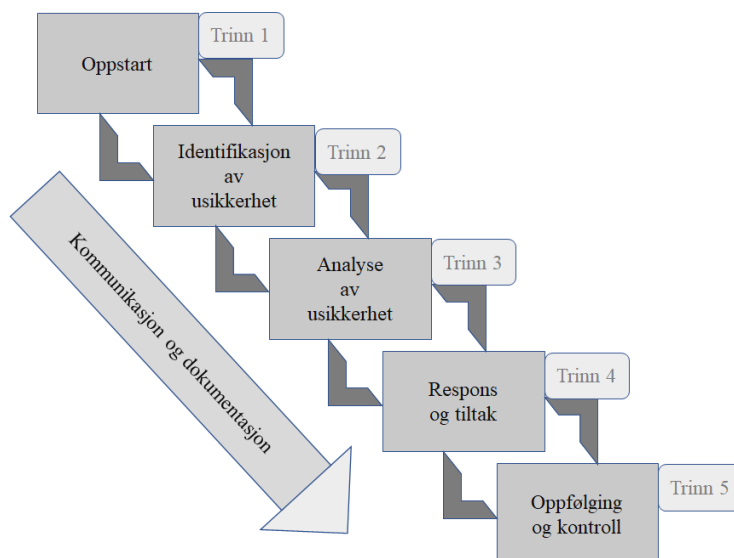 Trinn 1
Oppstart
Trinn 2
Identifikasjon
av
usikkerhet
Trinn 3
Analyse
av
usikkerhet
Trinn 4
Respons
og tiltak
Trinn 5
Oppfølging
og kontroll
Kommunikasjon og dokumentasjon